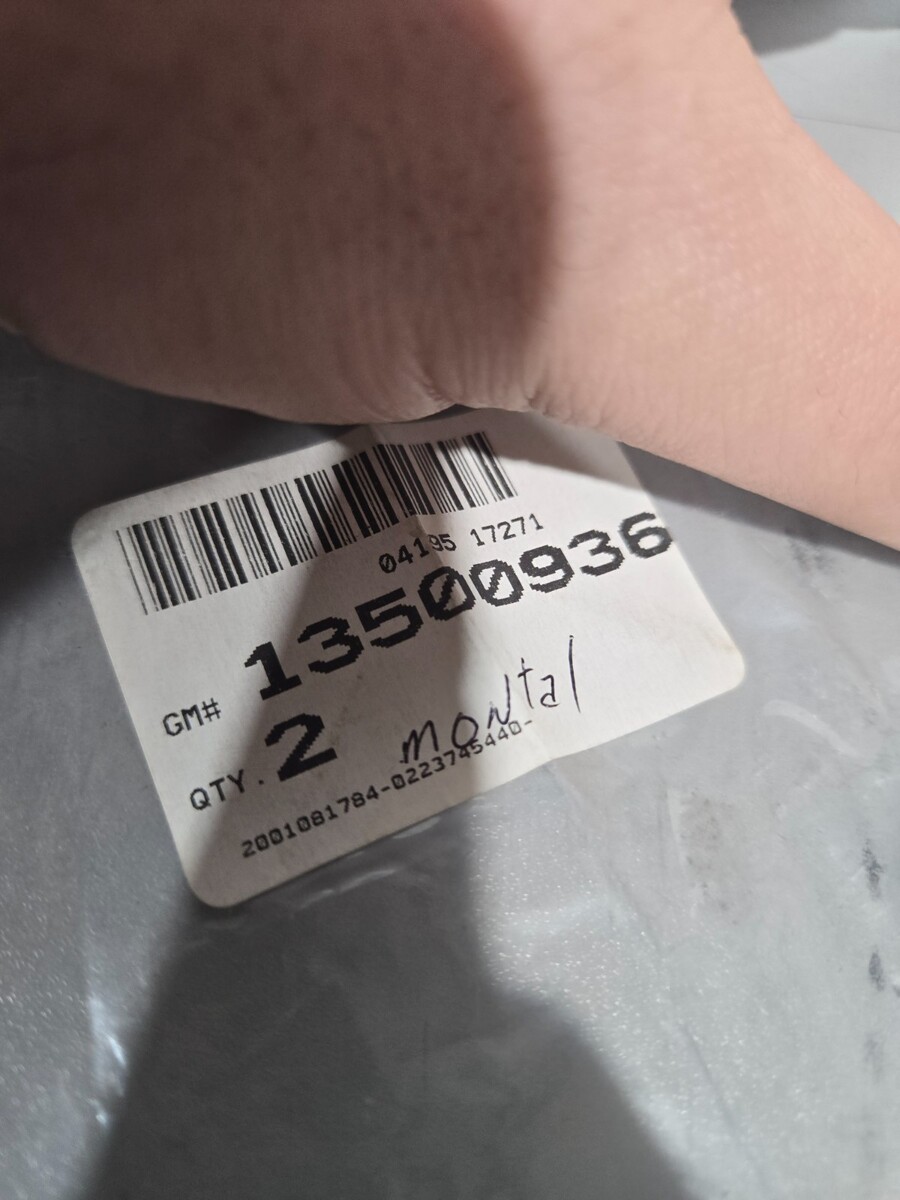 04195 17271
GM# 13500936
QTY. 2 montal
2001081784-0223745440-